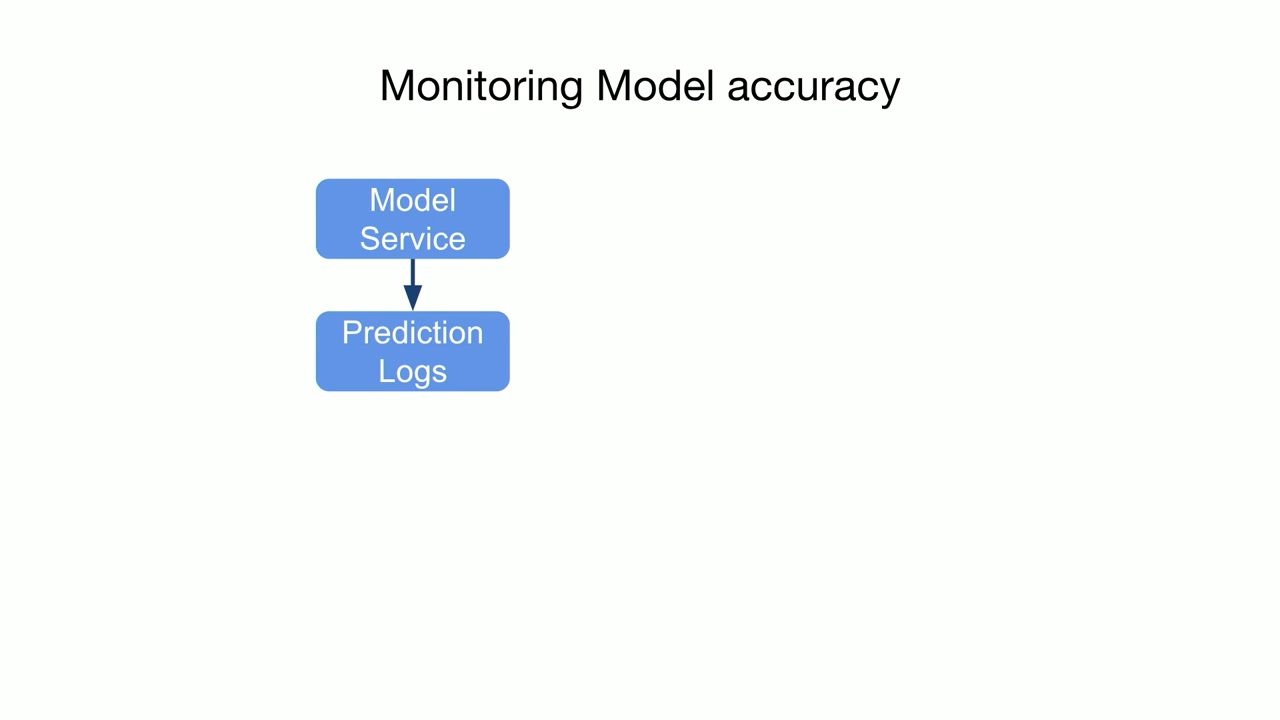 Monitoring Model accuracy
Model
Service
Prediction
Logs